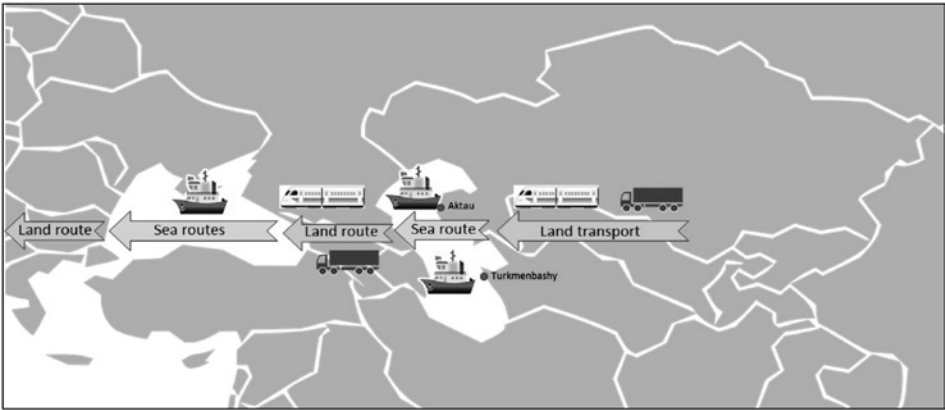 Aktau
Land route
Sea routes
Land route
Sea route
Land transport
Turkmenbashy